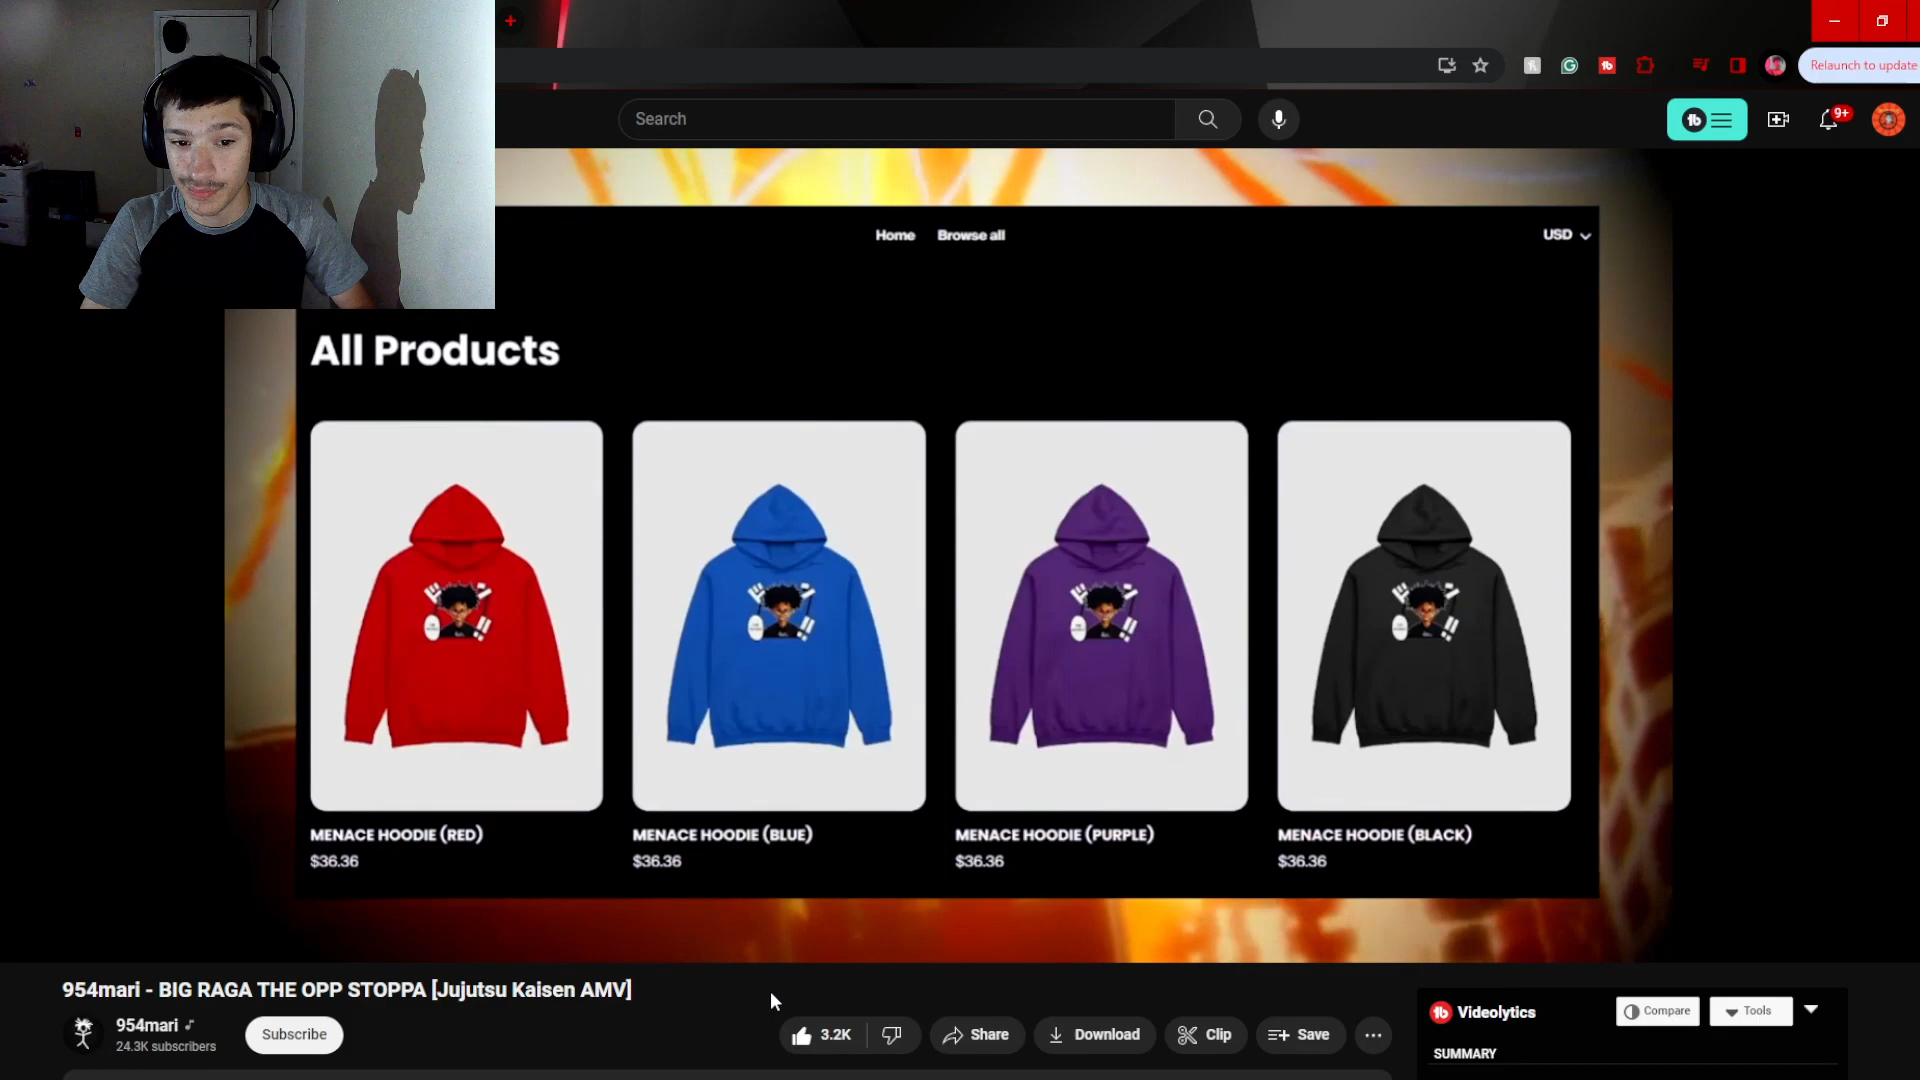 Relaunch to update
Search
9+
Home
Browse all
USD
All Products
MENACE HOODIE (RED)
$36.36
MENACE HOODIE (BLUE)
$36.36
MENACE HOODIE (PURPLE)
$36.36
MENACE HOODIE (BLACK)
$36.36
954mari - BIG RAGA THE OPP STOPPA [Jujutsu Kaisen AMV]
954mari
24.3K subscribers
Subscribe
3.2K
Share
Download
Clip
Save
Videolytics
Compare
Tools
SUMMARY